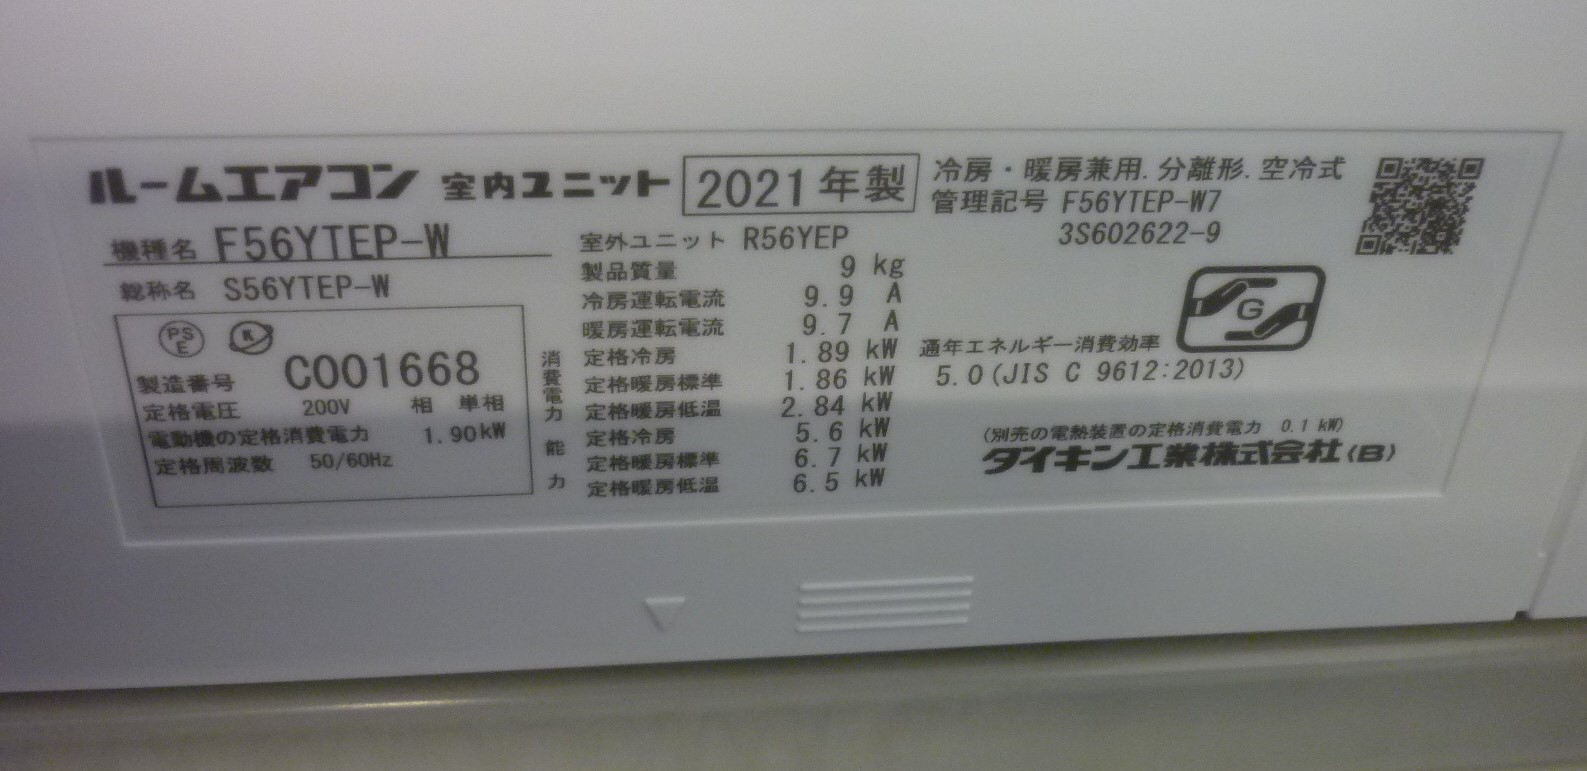 ルームエアコン 室内ユニット 2021年製
機種名 F56YTEP-W
総称名 S56YTEP-W
PS
E
製造番号 C001668
定格電圧 200V 相 単相
電動機の定格消費電力 1.90kW
定格周波数 50/60Hz
室外ユニット R56YEP
製品質量 9 kg
冷房運転電流 9.9 A
暖房運転電流 9.7 A
消費電力
定格冷房 1.89 kW
定格暖房標準 1.86 kW
定格暖房低温 2.84 kW
能力
定格冷房 5.6 kW
定格暖房標準 6.7 kW
定格暖房低温 6.5 kW
冷房・暖房兼用.分離形.空冷式
管理記号 F56YTEP-W7
3S602622-9
G
通年エネルギー消費効率
5.0(JIS C 9612:2013)
(別売の電熱装置の定格消費電力 0.1 kW)
ダイキン工業株式会社(B)